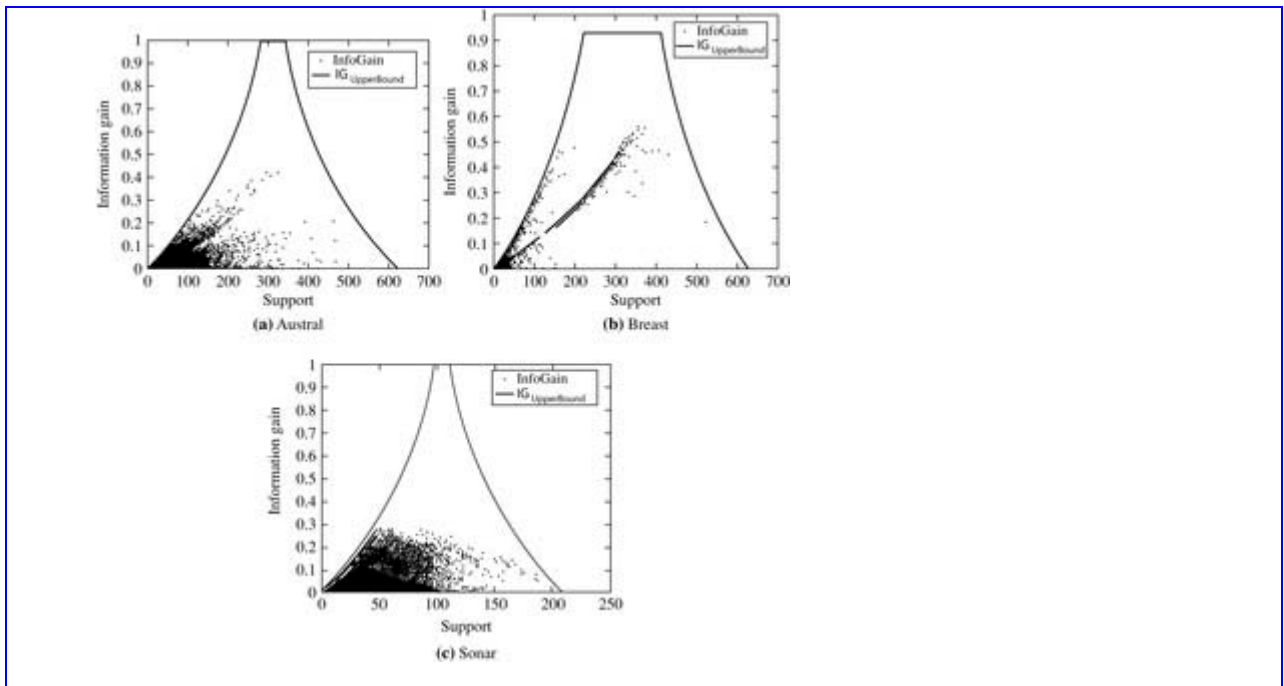 1
0.9
0.8
0.7
0.6
0.5
0.4
0.3
0.2
0.1
0
Information gain
InfoGain
IG UpperBound
0 100 200 300 400 500 600 700
Support
(a) Austral
1
0.9
0.8
0.7
0.6
0.5
0.4
0.3
0.2
0.1
0
Information gain
InfoGain
IG UpperBound
0 100 200 300 400 500 600 700
Support
(b) Breast
1
0.9
0.8
0.7
0.6
0.5
0.4
0.3
0.2
0.1
0
Information gain
InfoGain
IG UpperBound
0 50 100 150 200 250
Support
(c) Sonar